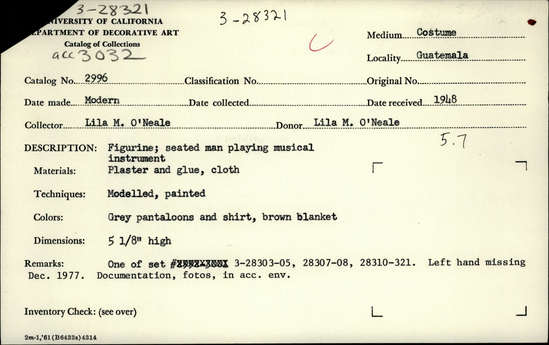 3-28321
3-28321
UNIVERSITY OF CALIFORNIA
DEPARTMENT OF DECORATIVE ART
Catalog of Collections
acc 3032
Medium Costume
Locality Guatemala
Catalog No. 2996 Classification No. Original No.
Date made Modern Date collected Date received 1948
Collector Lila M. O'Neale Donor Lila M. O'Neale
5.7
DESCRIPTION: Figurine; seated man playing musical
instrument
Materials: Plaster and glue, cloth
Techniques: Modelled, painted
Colors: Grey pantaloons and shirt, brown blanket
Dimensions: 5 1/8" high
Remarks: One of set 3-28303-05, 28307-08, 28310-321. Left hand missing
Dec. 1977. Documentation, fotos, in acc. env.
Inventory Check: (see over)
2m-1,'61(B6433s)4314